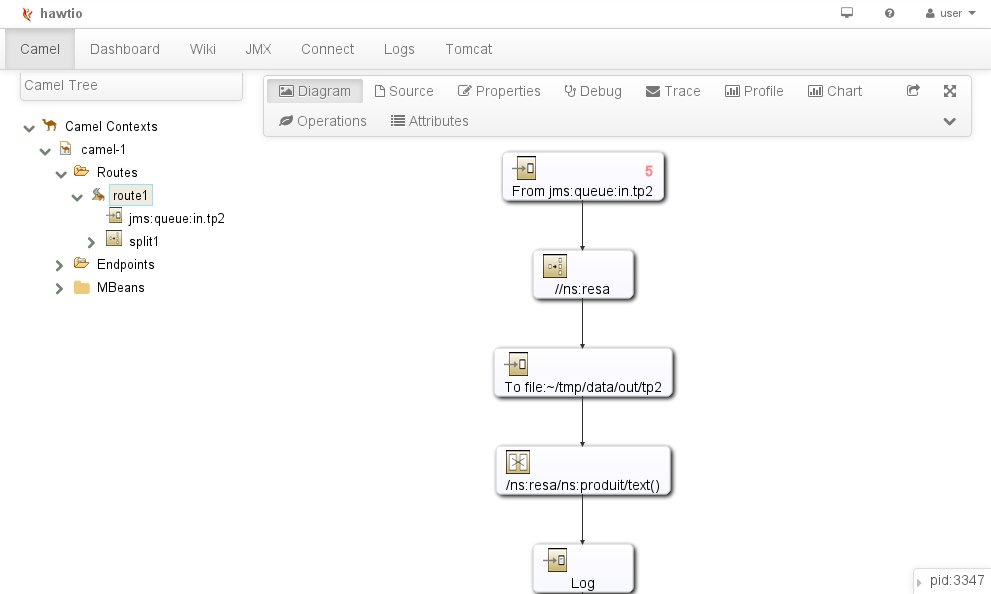 hawtio
user
Camel Dashboard Wiki JMX Connect Logs Tomcat
Camel Tree
Camel Contexts
camel-1
Routes
route1
jms:queue:in.tp2
split1
Endpoints
MBeans
Diagram Source Properties Debug Trace Profile Chart
Operations Attributes
5
From jms:queue:in.tp2
//ns:resa
To file:~/tmp/data/out/tp2
/ns:resa/ns:produit/text()
Log
pid:3347